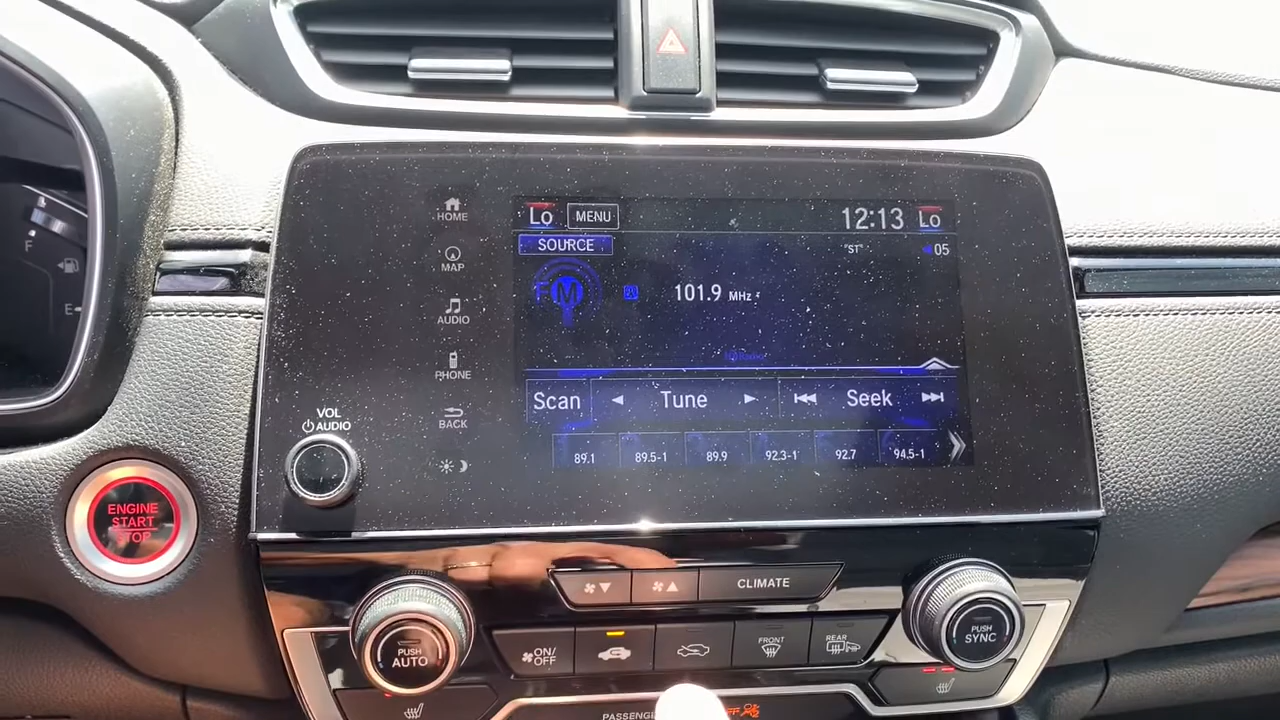 HOME
MAP
AUDIO
PHONE
BACK
VOL
AUDIO
Lo MENU 12:13 Lo
SOURCE "ST" 05
FM 101.9 MHz
Scan Tune Seek
89.1 89.5-1 89.9 92.3-1 92.7 94.5-1
F
E
ENGINE
START
STOP
CLIMATE
PUSH
AUTO
ON/
OFF
FRONT
REAR
PUSH
SYNC
PASSENGE